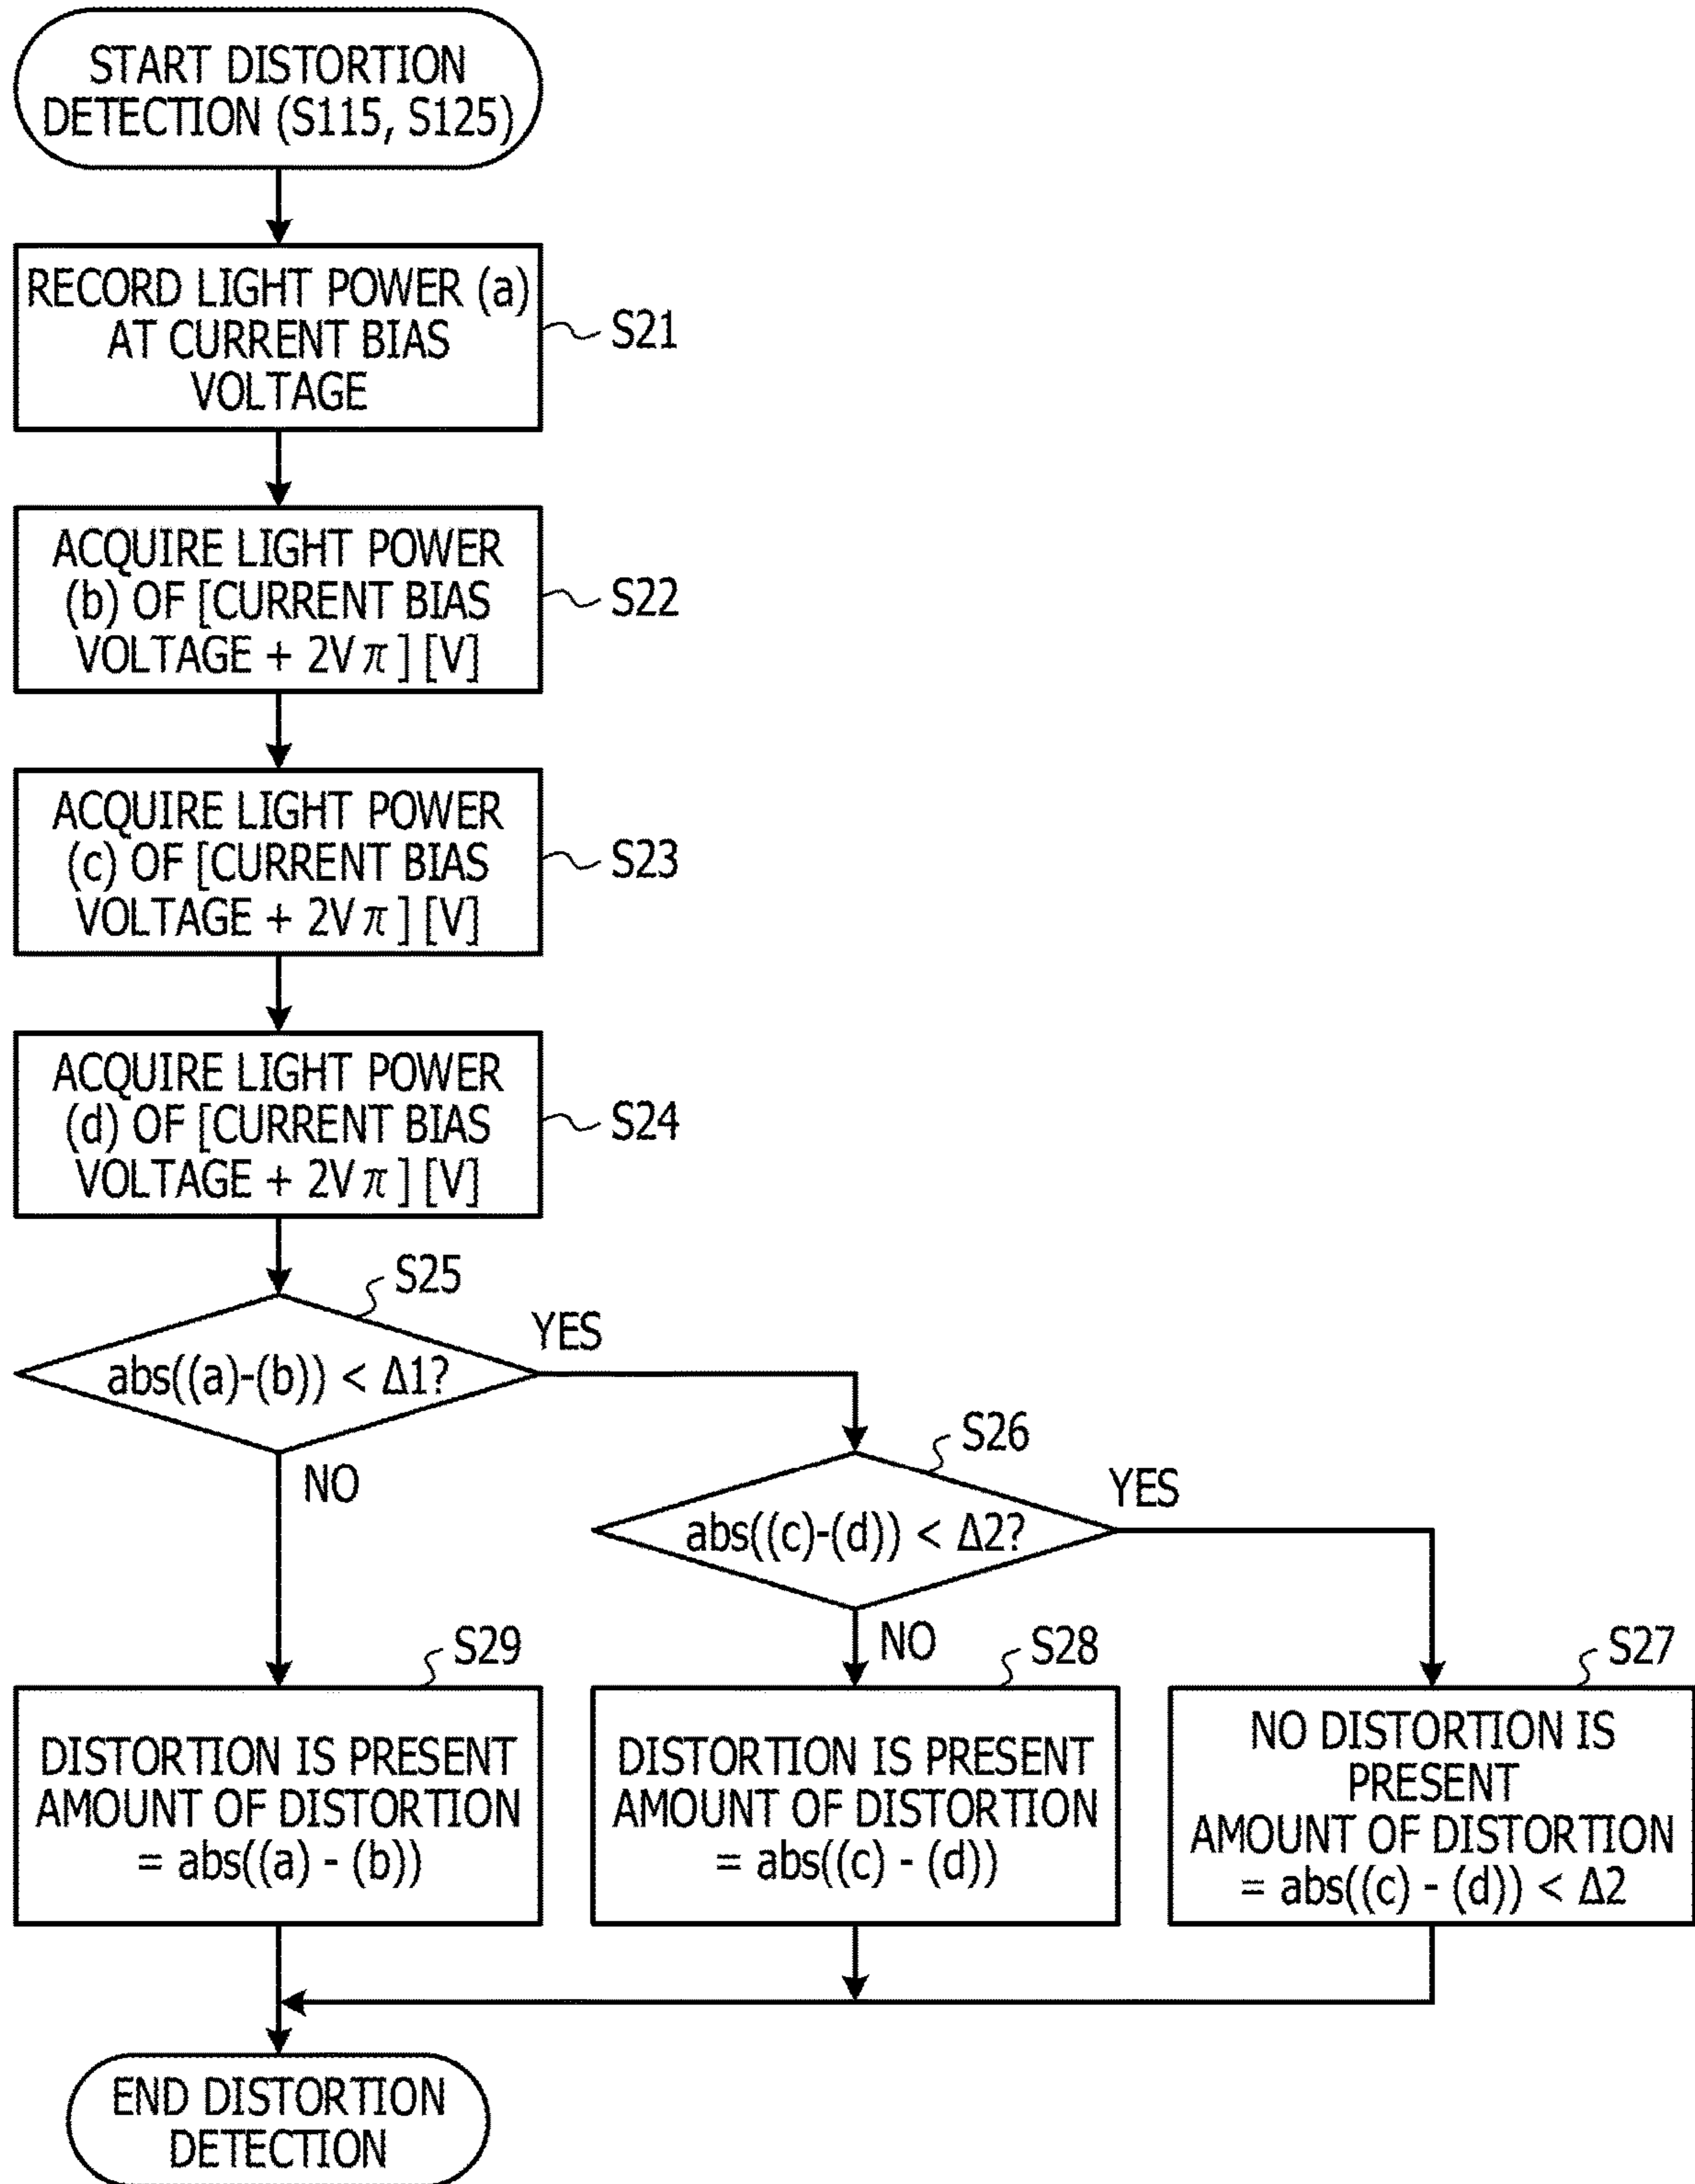 START DISTORTION
DETECTION (S115, S125)
RECORD LIGHT POWER (a)
AT CURRENT BIAS
VOLTAGE
S21
ACQUIRE LIGHT POWER
(b) OF [CURRENT BIAS
VOLTAGE + 2Vπ] [V]
S22
ACQUIRE LIGHT POWER
(c) OF [CURRENT BIAS
VOLTAGE + 2Vπ] [V]
S23
ACQUIRE LIGHT POWER
(d) OF [CURRENT BIAS
VOLTAGE + 2Vπ] [V]
S24
S25
abs((a)-(b)) < Δ1?
YES
NO
S26
abs((c)-(d)) < Δ2?
YES
NO
S29
DISTORTION IS PRESENT
AMOUNT OF DISTORTION
= abs((a) - (b))
S28
DISTORTION IS PRESENT
AMOUNT OF DISTORTION
= abs((c) - (d))
S27
NO DISTORTION IS
PRESENT
AMOUNT OF DISTORTION
= abs((c) - (d)) < Δ2
END DISTORTION
DETECTION